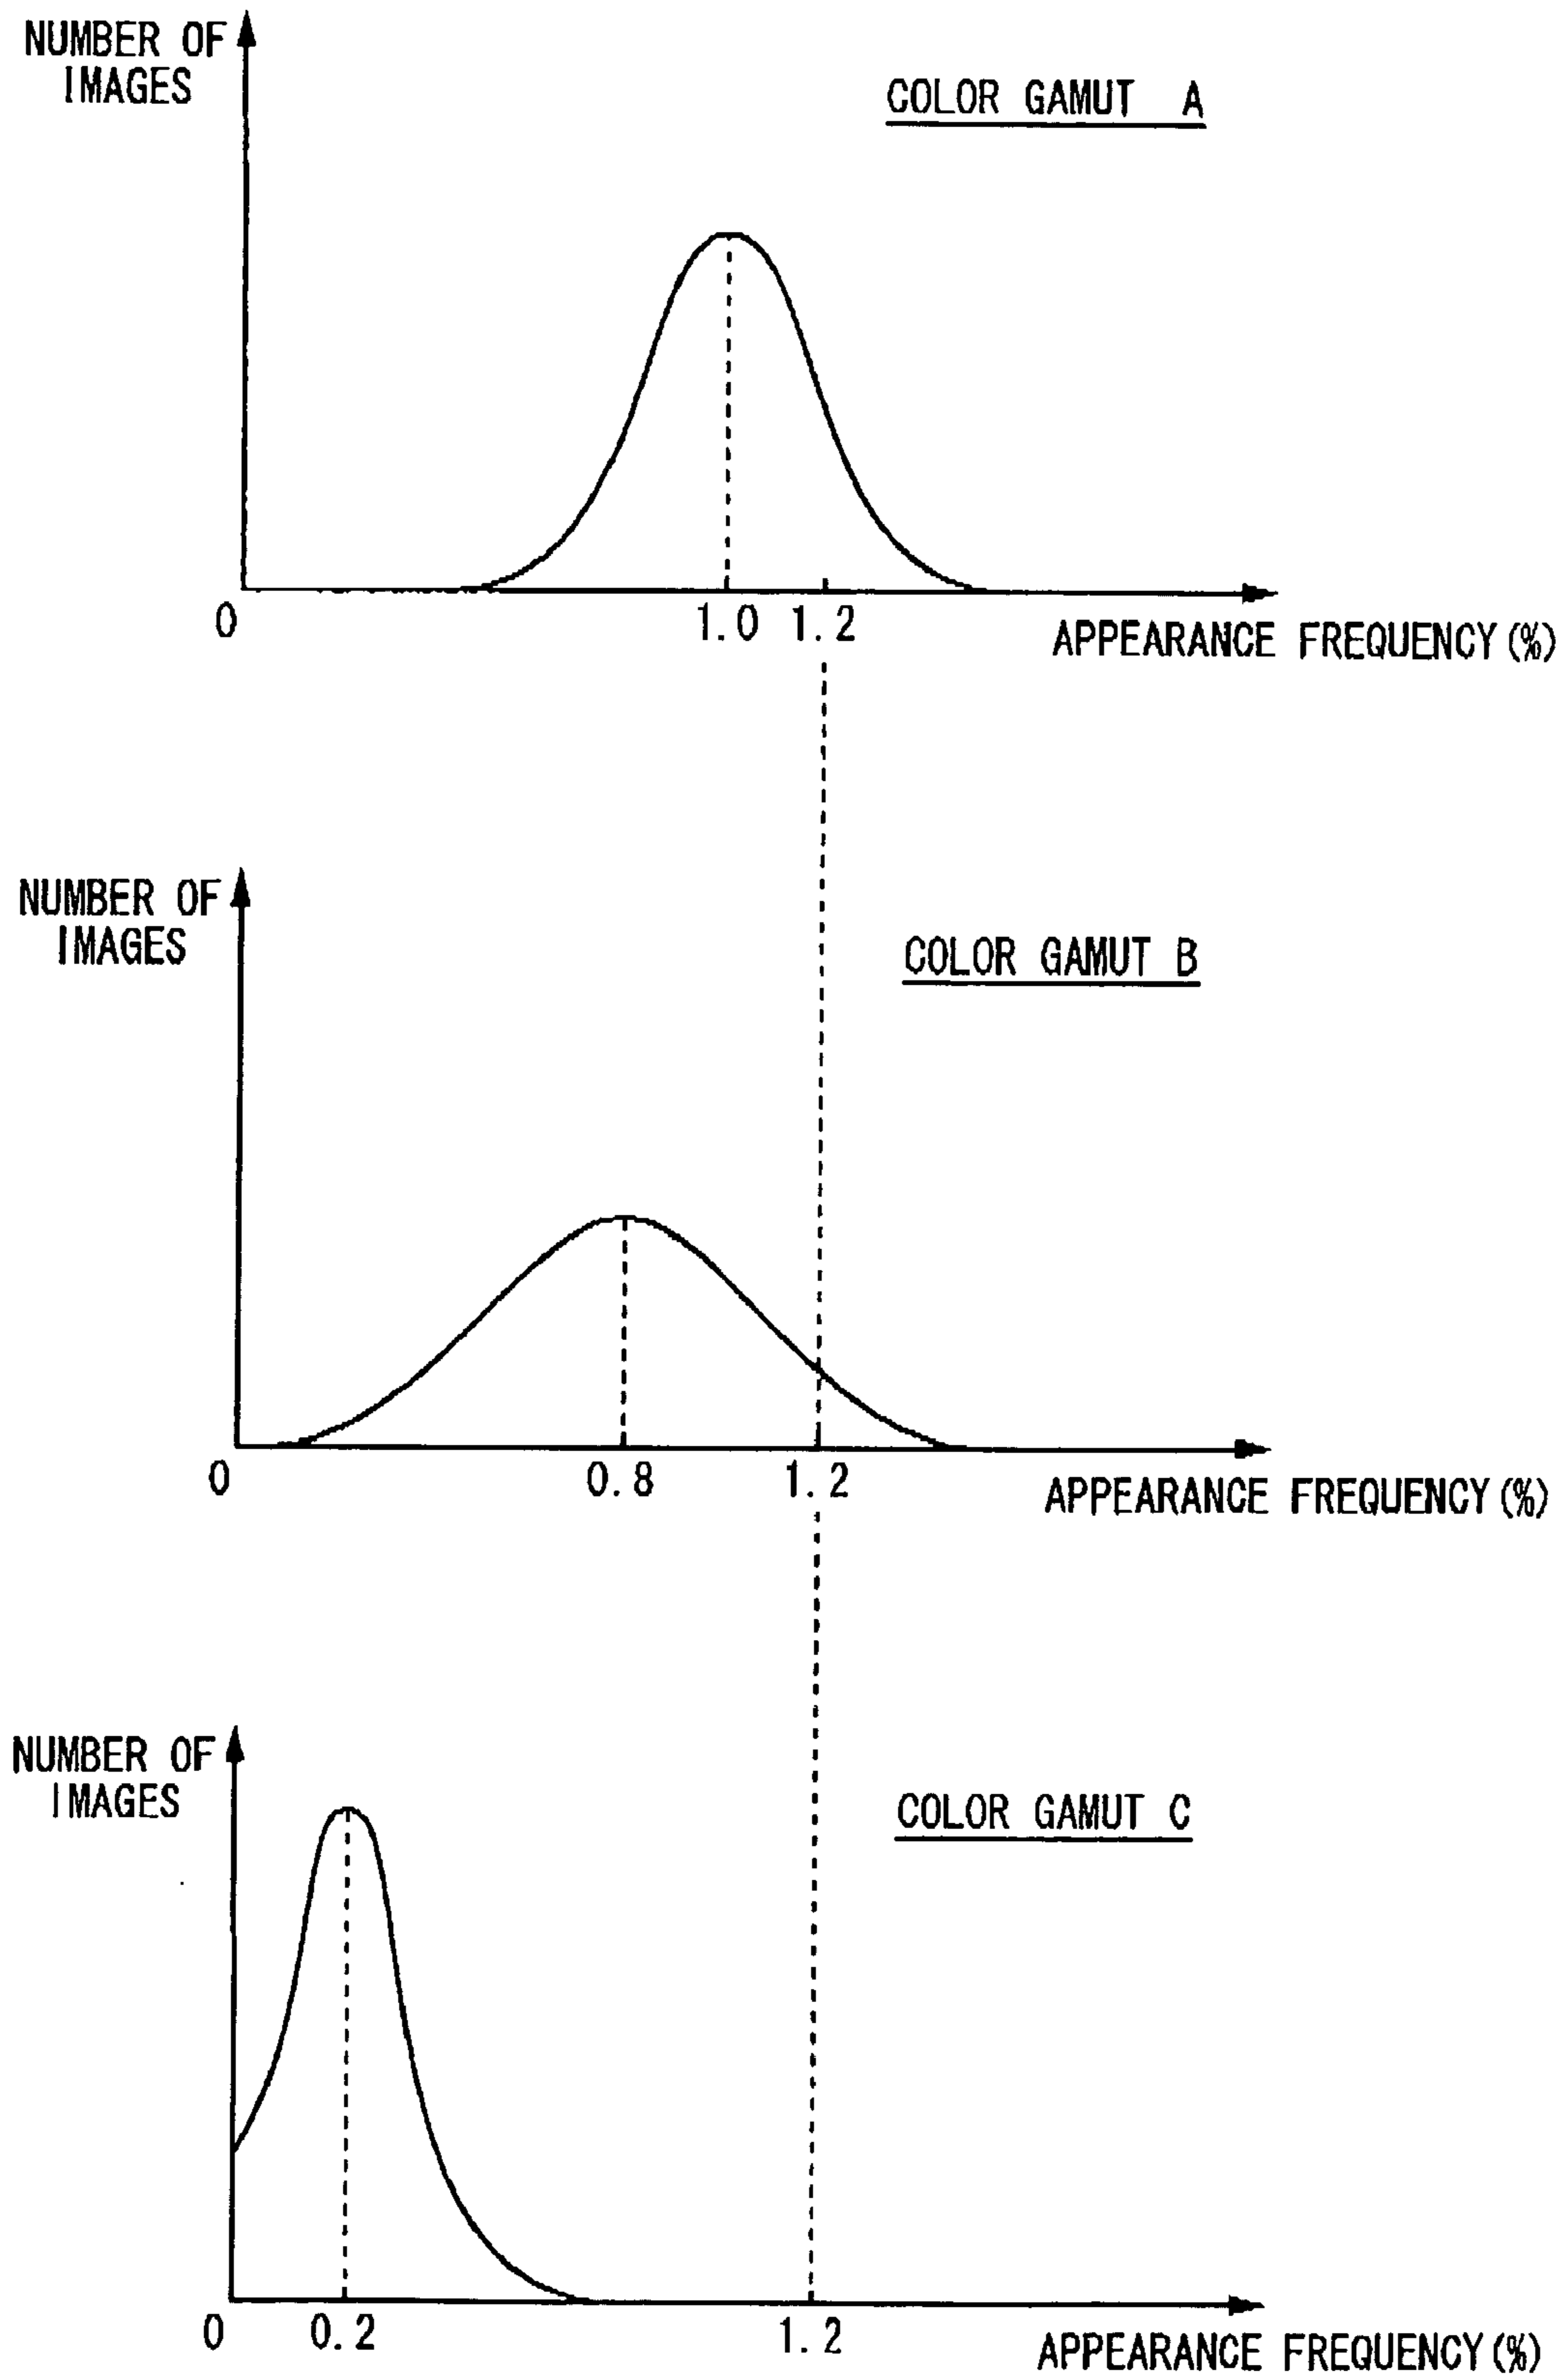 NUMBER OF
IMAGES
COLOR GAMUT A
0
1.0
1.2
APPEARANCE FREQUENCY(%)
NUMBER OF
IMAGES
COLOR GAMUT B
0
0.8
1.2
APPEARANCE FREQUENCY(%)
NUMBER OF
IMAGES
COLOR GAMUT C
0
0.2
1.2
APPEARANCE FREQUENCY(%)